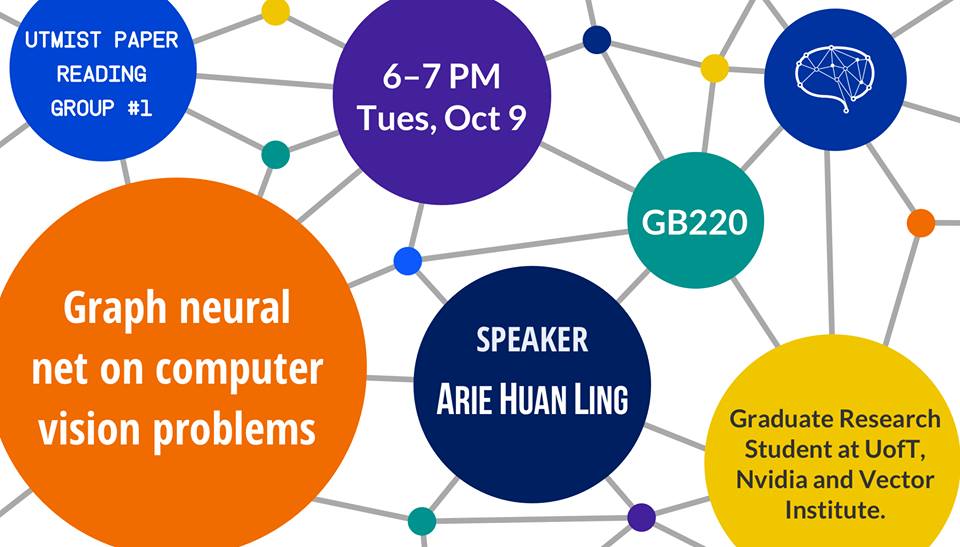 UTMIST PAPER
READING
GROUP #1
6–7 PM
Tues, Oct 9
GB220
Graph neural
net on computer
vision problems
SPEAKER
ARIE HUAN LING
Graduate Research
Student at UofT,
Nvidia and Vector
Institute.